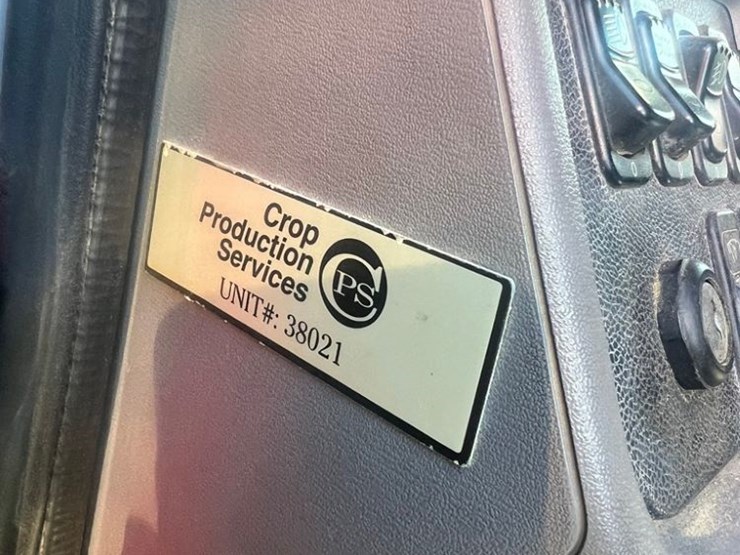 Crop
Production
Services
CPS
UNIT#: 38021